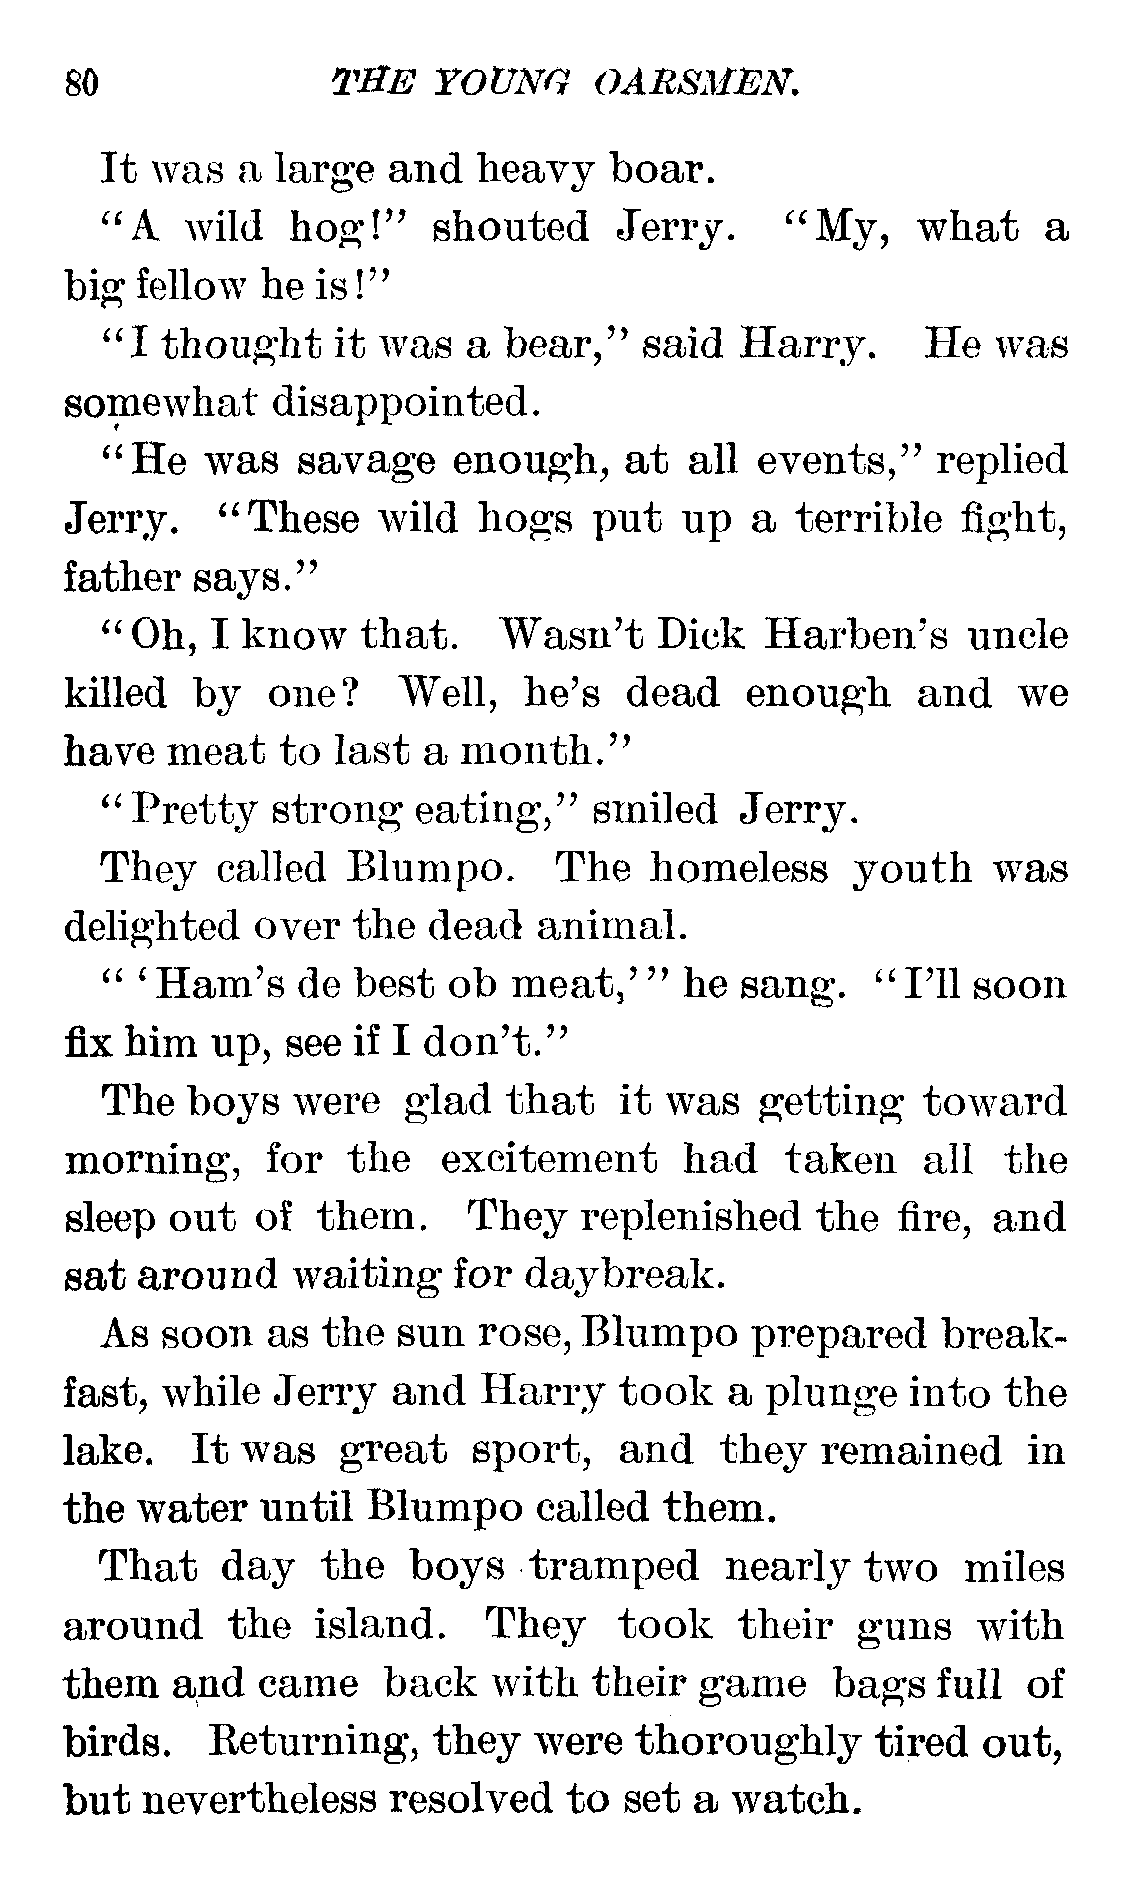 80 THE YOUNG OARSMEN.
It was a large and heavy boar.
“A wild hog!” shouted Jerry. “My, what a
big fellow he is!”
“I thought it was a bear,” said Harry. He was
somewhat disappointed.
“He was savage enough, at all events,” replied
Jerry. “These wild hogs put up a terrible fight,
father says.”
“Oh, I know that. Wasn’t Dick Harben’s uncle
killed by one? Well, he’s dead enough and we
have meat to last a month.”
“Pretty strong eating,” smiled Jerry.
They called Blumpo. The homeless youth was
delighted over the dead animal.
“ ‘Ham’s de best ob meat,’ ” he sang. “I’ll soon
fix him up, see if I don’t.”
The boys were glad that it was getting toward
morning, for the excitement had taken all the
sleep out of them. They replenished the fire, and
sat around waiting for daybreak.
As soon as the sun rose, Blumpo prepared break-
fast, while Jerry and Harry took a plunge into the
lake. It was great sport, and they remained in
the water until Blumpo called them.
That day the boys tramped nearly two miles
around the island. They took their guns with
them and came back with their game bags full of
birds. Returning, they were thoroughly tired out,
but nevertheless resolved to set a watch.